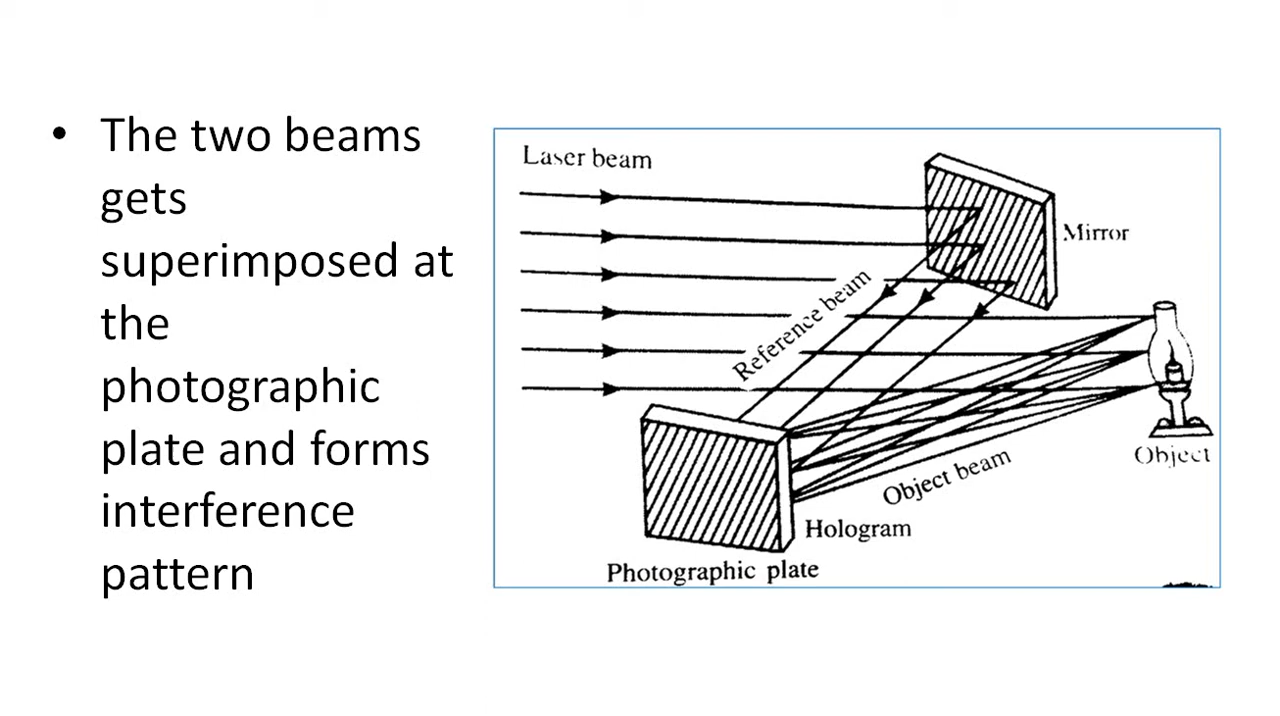 • The two beams
gets
superimposed at
the
photographic
plate and forms
interference
pattern
Laser beam
Mirror
Reference beam
Object
Object beam
Hologram
Photographic plate